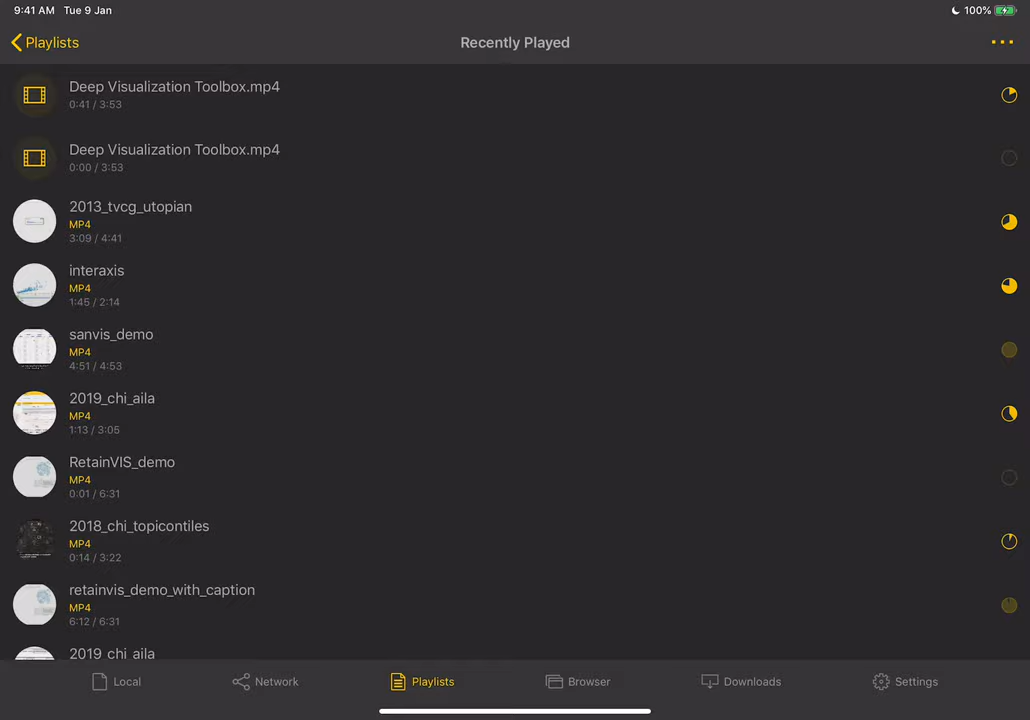 9:41 AM Tue 9 Jan 100%
Playlists Recently Played
Deep Visualization Toolbox.mp4
0:41 / 3:53
Deep Visualization Toolbox.mp4
0:00 / 3:53
2013_tvcg_utopian
MP4
3:09 / 4:41
interaxis
MP4
1:45 / 2:14
sanvis_demo
MP4
4:51 / 4:53
2019_chi_aila
MP4
1:13 / 3:05
RetainVIS_demo
MP4
0:01 / 6:31
2018_chi_topicontiles
MP4
0:14 / 3:22
retainvis_demo_with_caption
MP4
6:12 / 6:31
2019_chi_aila
Local Network Playlists Browser Downloads Settings